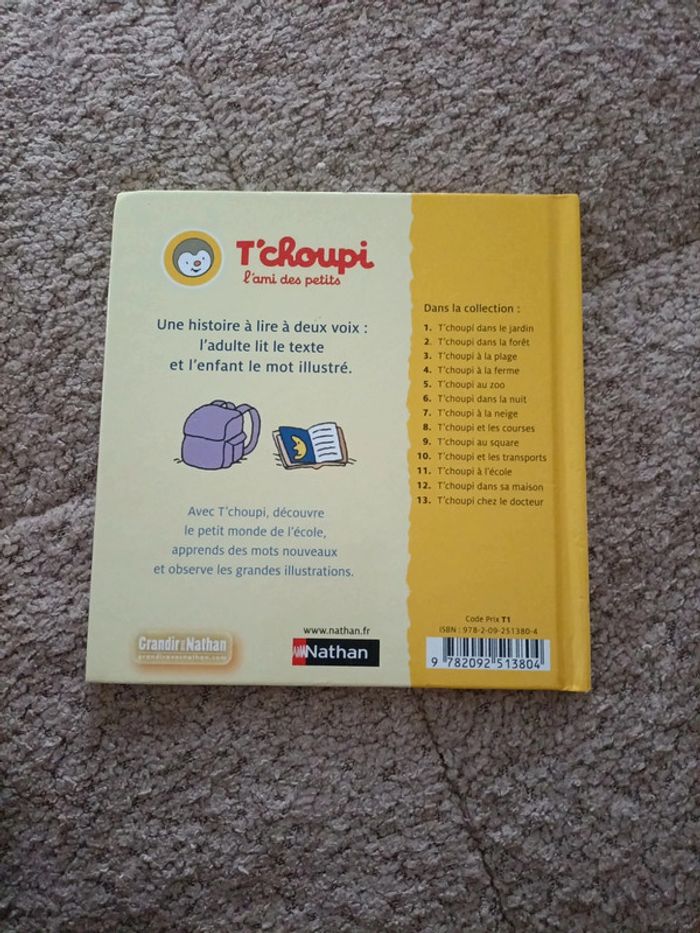 T'choupi
l'ami des petits
Une histoire à lire à deux voix :
l'adulte lit le texte
et l'enfant le mot illustré.
Avec T'choupi, découvre
le petit monde de l'école,
apprends des mots nouveaux
et observe les grandes illustrations.
Grandir avec Nathan
grandiravecnathan.com
www.nathan.fr
Nathan
Dans la collection :
1. T'choupi dans le jardin
2. T'choupi dans la forêt
3. T'choupi à la plage
4. T'choupi à la ferme
5. T'choupi au zoo
6. T'choupi dans la nuit
7. T'choupi à la neige
8. T'choupi et les courses
9. T'choupi au square
10. T'choupi et les transports
11. T'choupi à l'école
12. T'choupi dans sa maison
13. T'choupi chez le docteur
Code Prix T1
ISBN : 978-2-09-251380-4
9 782092 513804